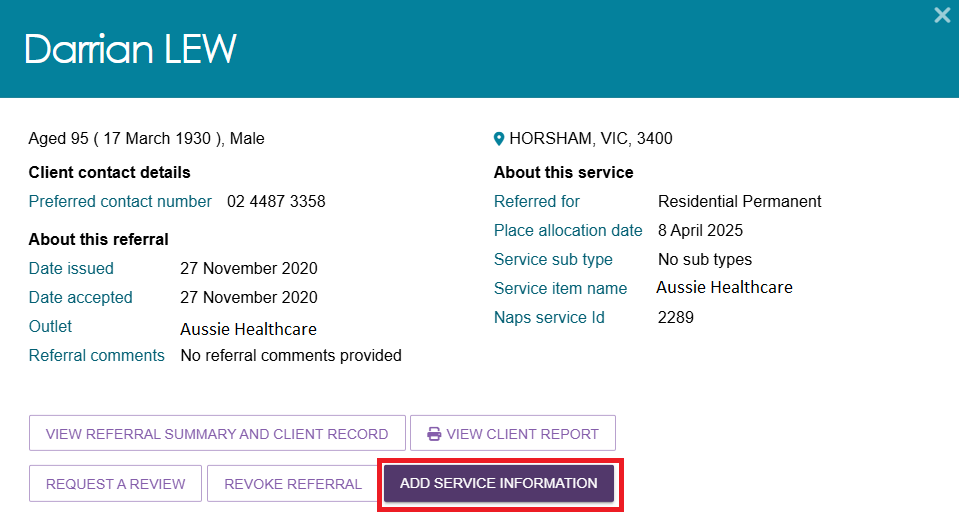 Darrian LEW
Aged 95 ( 17 March 1930 ), Male
Client contact details
Preferred contact number 02 4487 3358
About this referral
Date issued 27 November 2020
Date accepted 27 November 2020
Outlet Aussie Healthcare
Referral comments No referral comments provided
HORSHAM, VIC, 3400
About this service
Referred for Residential Permanent
Place allocation date 8 April 2025
Service sub type No sub types
Service item name Aussie Healthcare
Naps service Id 2289
VIEW REFERRAL SUMMARY AND CLIENT RECORD VIEW CLIENT REPORT
REQUEST A REVIEW REVOKE REFERRAL ADD SERVICE INFORMATION